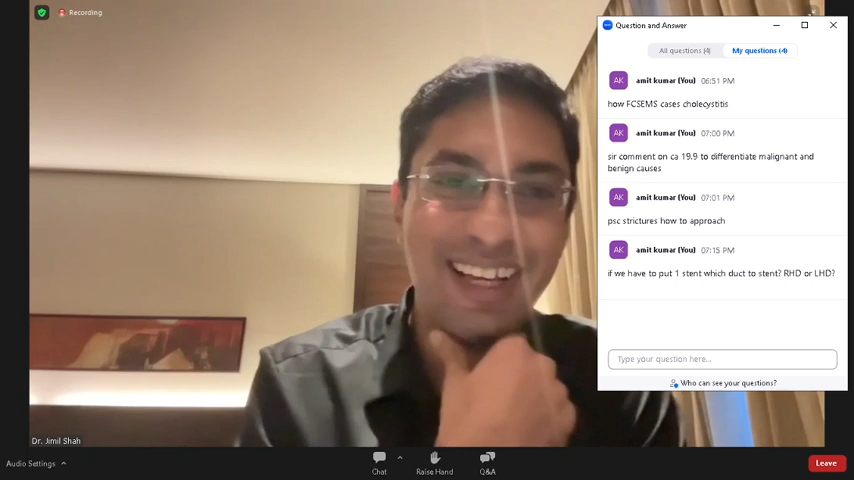 Recording
Question and Answer
All questions (4)
My questions (4)
AK
amit kumar (You) 06:51 PM
how FCSEMS cases cholecystitis
AK
amit kumar (You) 07:00 PM
sir comment on ca 19.9 to differentiate malignant and
benign causes
AK
amit kumar (You) 07:01 PM
psc strictures how to approach
AK
amit kumar (You) 07:15 PM
if we have to put 1 stent which duct to stent? RHD or LHD?
Type your question here...
Who can see your questions?
Dr. Jimil Shah
Audio Settings
Chat
Raise Hand
Q&A
Leave